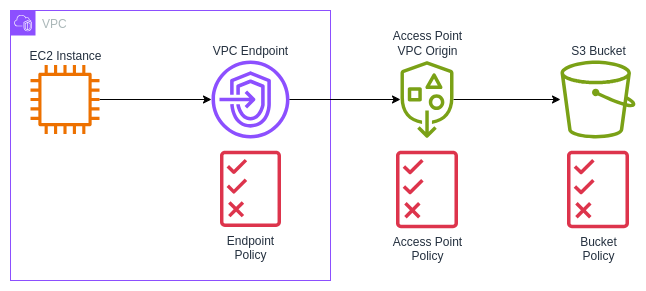 VPC
EC2 Instance
VPC Endpoint
Access Point
VPC Origin
S3 Bucket
Endpoint
Policy
Access Point
Policy
Bucket
Policy